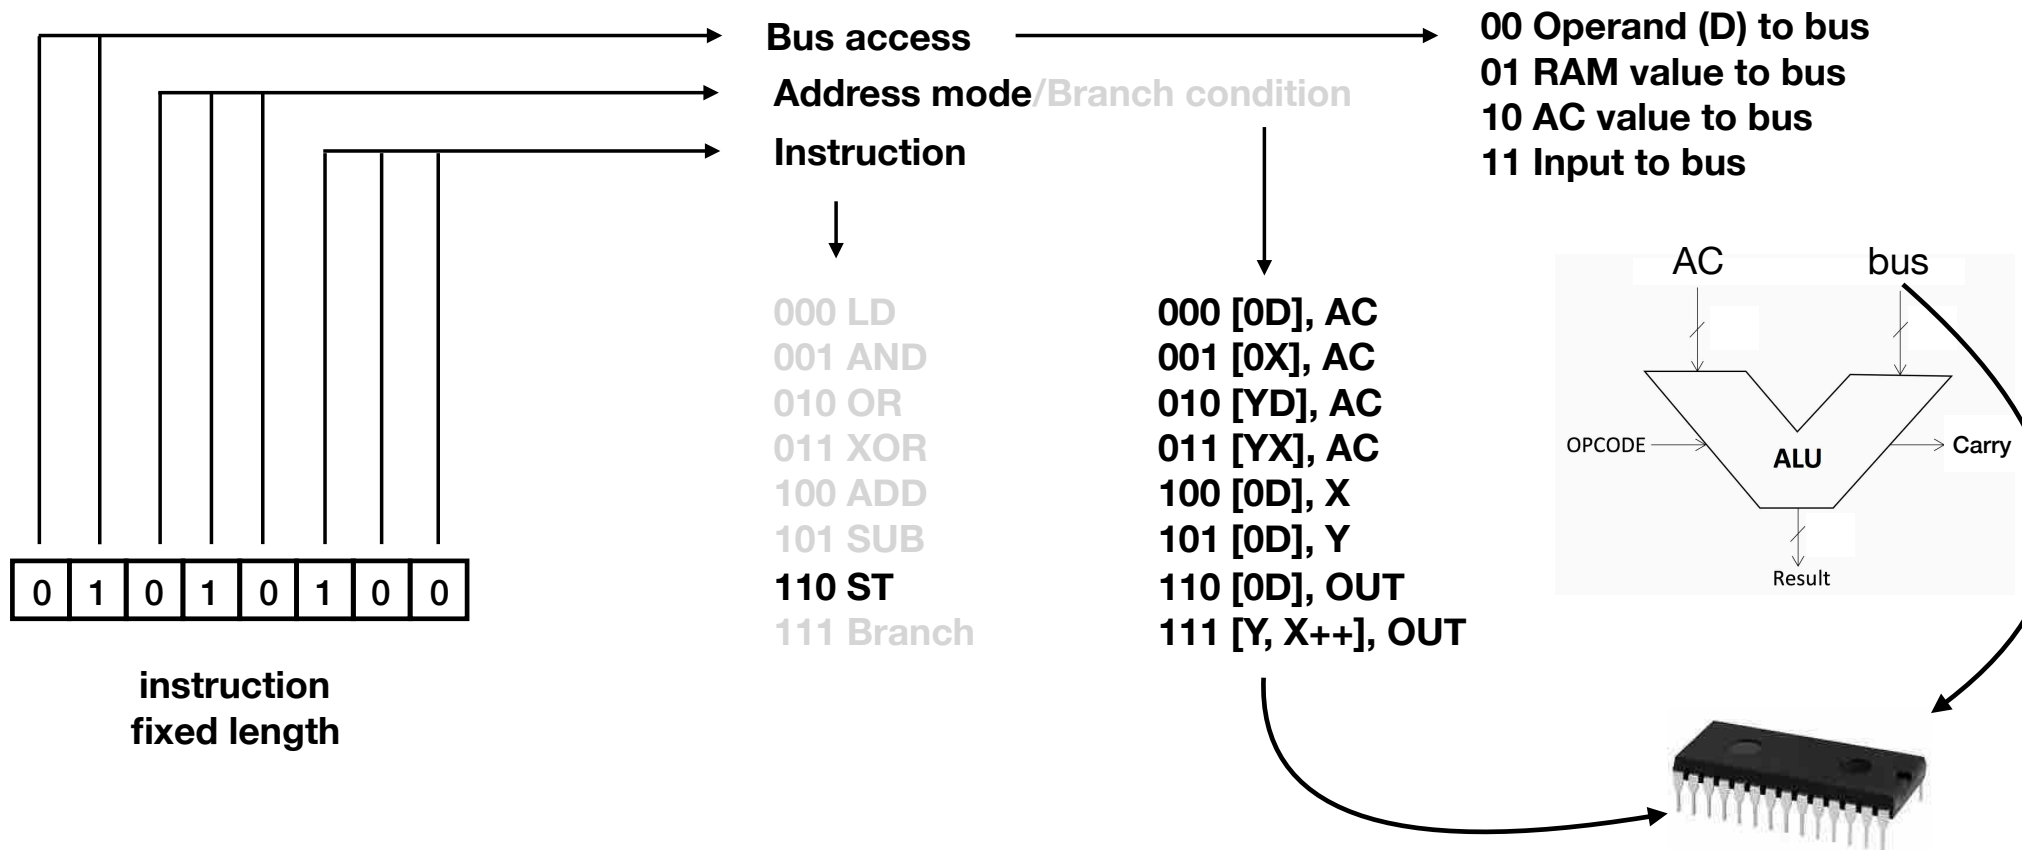 Bus access
Address mode/Branch condition
Instruction
00 Operand (D) to bus
01 RAM value to bus
10 AC value to bus
11 Input to bus
000 LD
001 AND
010 OR
011 XOR
100 ADD
101 SUB
110 ST
111 Branch
000 [0D], AC
001 [0X], AC
010 [YD], AC
011 [YX], AC
100 [0D], X
101 [0D], Y
110 [0D], OUT
111 [Y, X++], OUT
AC
bus
OPCODE
ALU
Carry
Result
0 1 0 1 0 1 0 0
instruction
fixed length